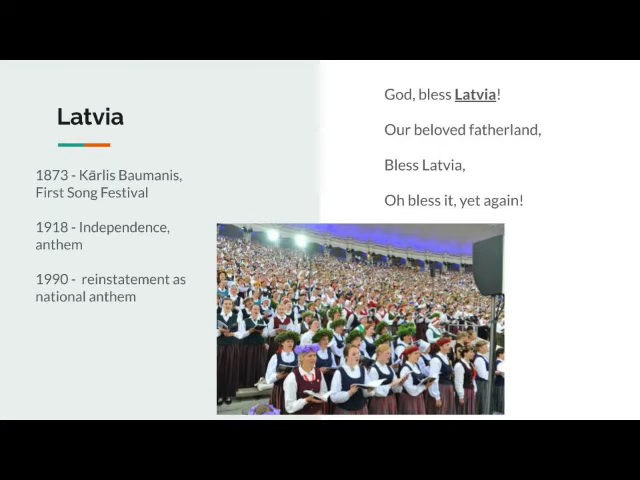 Latvia
1873 - Kārlis Baumanis,
First Song Festival
1918 - Independence,
anthem
1990 -  reinstatement as
national anthem
God, bless Latvia!
Our beloved fatherland,
Bless Latvia,
Oh bless it, yet again!